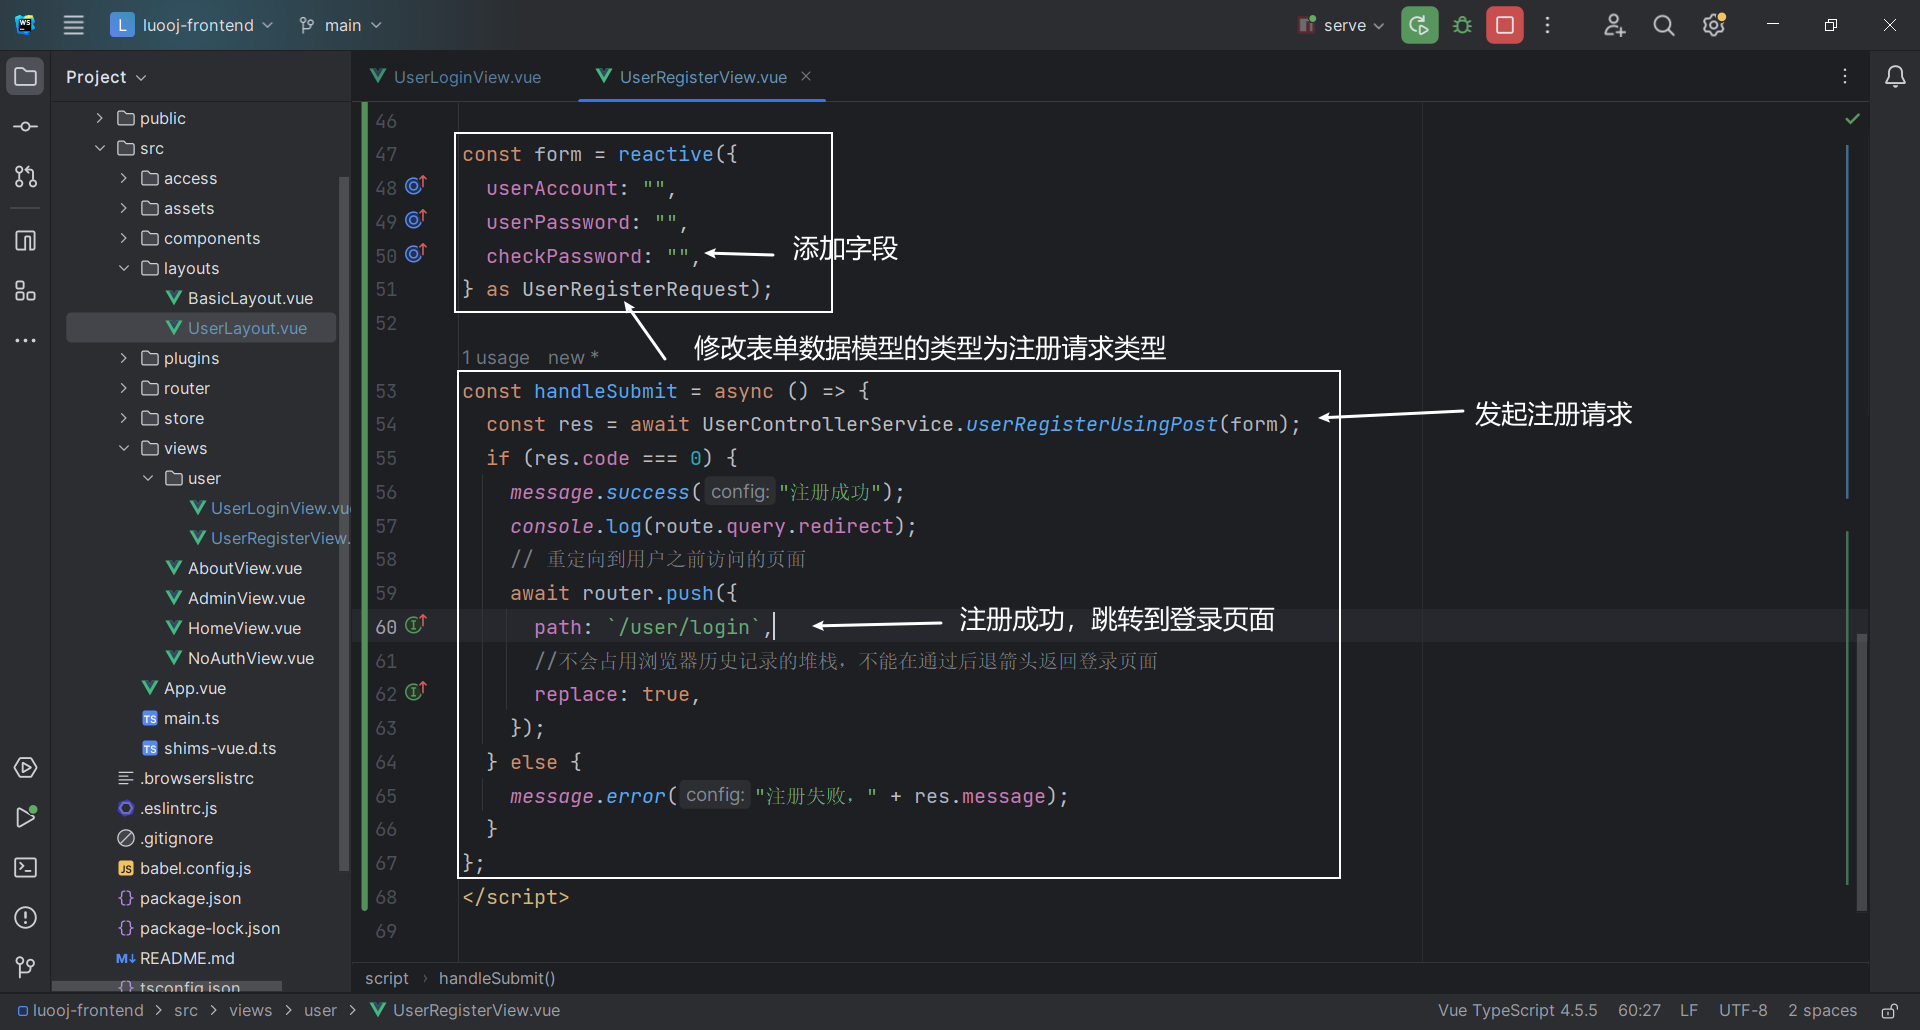 WS
L luooj-frontend
main
serve
Project
UserLoginView.vue
UserRegisterView.vue
public
src
access
assets
components
layouts
BasicLayout.vue
UserLayout.vue
plugins
router
store
views
user
UserLoginView.vue
UserRegisterView.
AboutView.vue
AdminView.vue
HomeView.vue
NoAuthView.vue
App.vue
TS main.ts
TS shims-vue.d.ts
.browserslistrc
.eslintrc.js
.gitignore
JS babel.config.js
{} package.json
{} package-lock.json
M↓ README.md
{} tsconfig.json
46
47 const form = reactive({
48 userAccount: "",
49 userPassword: "",
50 checkPassword: "",
添加字段
51 } as UserRegisterRequest);
52
1 usage new *
修改表单数据模型的类型为注册请求类型
53 const handleSubmit = async () => {
54 const res = await UserControllerService.userRegisterUsingPost(form);
发起注册请求
55 if (res.code === 0) {
56 message.success( config: "注册成功");
57 console.log(route.query.redirect);
58 // 重定向到用户之前访问的页面
59 await router.push({
60 path: `/user/login`,
注册成功，跳转到登录页面
61 //不会占用浏览器历史记录的堆栈，不能在通过后退箭头返回登录页面
62 replace: true,
63 });
64 } else {
65 message.error( config: "注册失败，" + res.message);
66 }
67 };
68 </script>
69
script › handleSubmit()
luooj-frontend > src > views > user > UserRegisterView.vue
Vue TypeScript 4.5.5 60:27 LF UTF-8 2 spaces